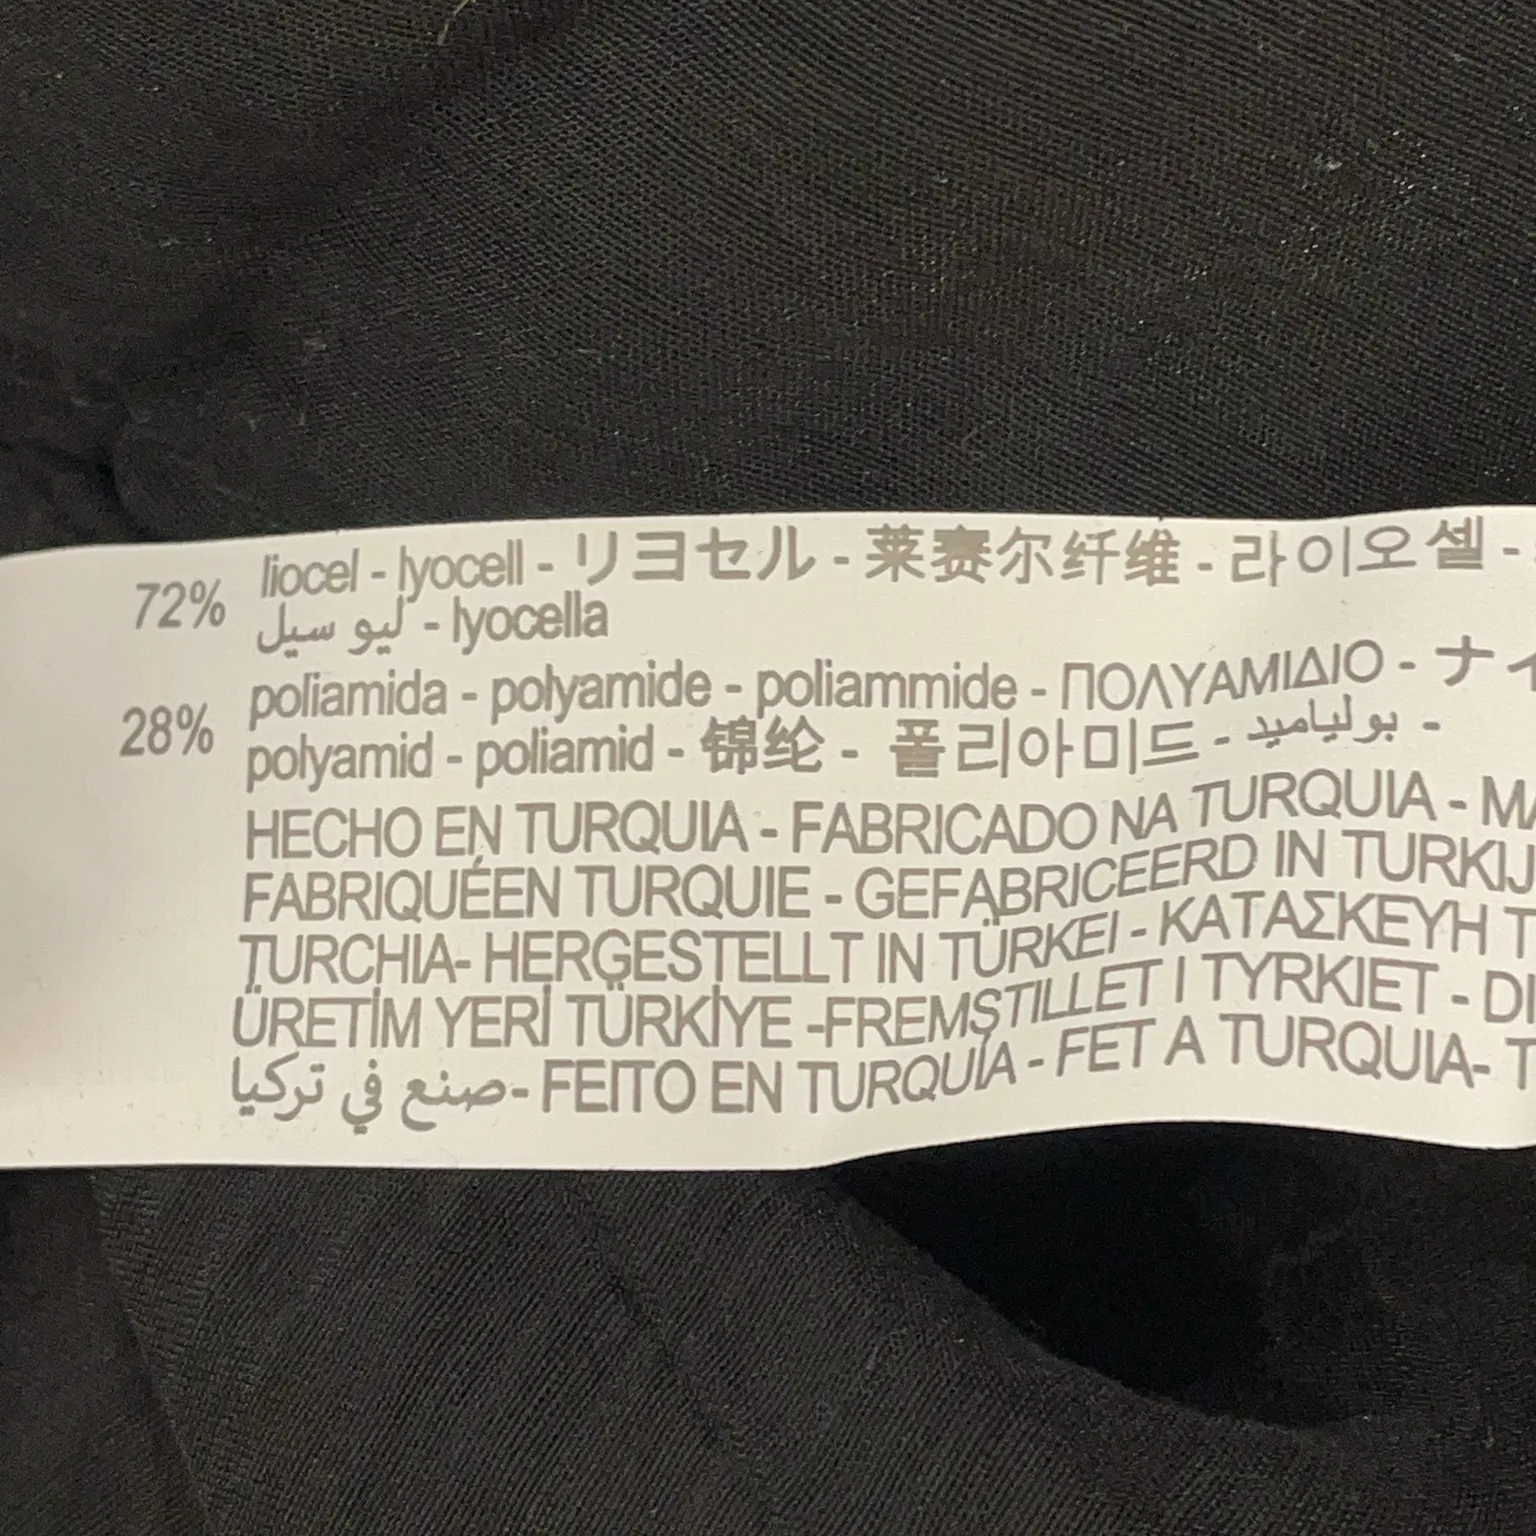 72% liocel - lyocell - リヨセル - 莱赛尔纤维 - 라이오셀 -
ليو سيل - lyocella
28% poliamida - polyamide - poliammide - ΠΟΛΥΑΜΙΔΙΟ - ナイ
polyamid - poliamid - 锦纶 - 폴리아미드 - بولياميد -
HECHO EN TURQUIA - FABRICADO NA TURQUIA - MA
FABRIQUÉEN TURQUIE - GEFABRICEERD IN TURKIJ
TURCHIA- HERGESTELLT IN TÜRKEI - ΚΑΤΑΣΚΕΥΗ Τ
ÜRETİM YERİ TÜRKİYE -FREMSTILLET I TYRKIET - DI
صنع في تركيا- FEITO EN TURQUÍA - FET A TURQUIA- T